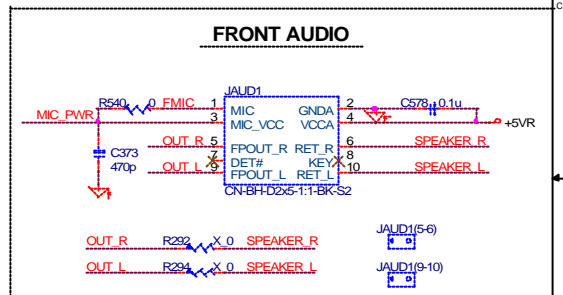 C
FRONT AUDIO
JAUD1
R540 0 FMIC 1 MIC GNDA 2 C578 0.1u
MIC_PWR 3 MIC_VCC VCCA 4 +5VR
OUT_R 5 FPOUT_R RET_R 6 SPEAKER_R
C373 7 DET# KEY 8
470p OUT_L 9 FPOUT_L RET_L 10 SPEAKER_L
CN-BH-D2x5-1:1-BK-S2
OUT_R R292 X_0 SPEAKER_R JAUD1(5-6)
OUT_L R294 X_0 SPEAKER_L JAUD1(9-10)